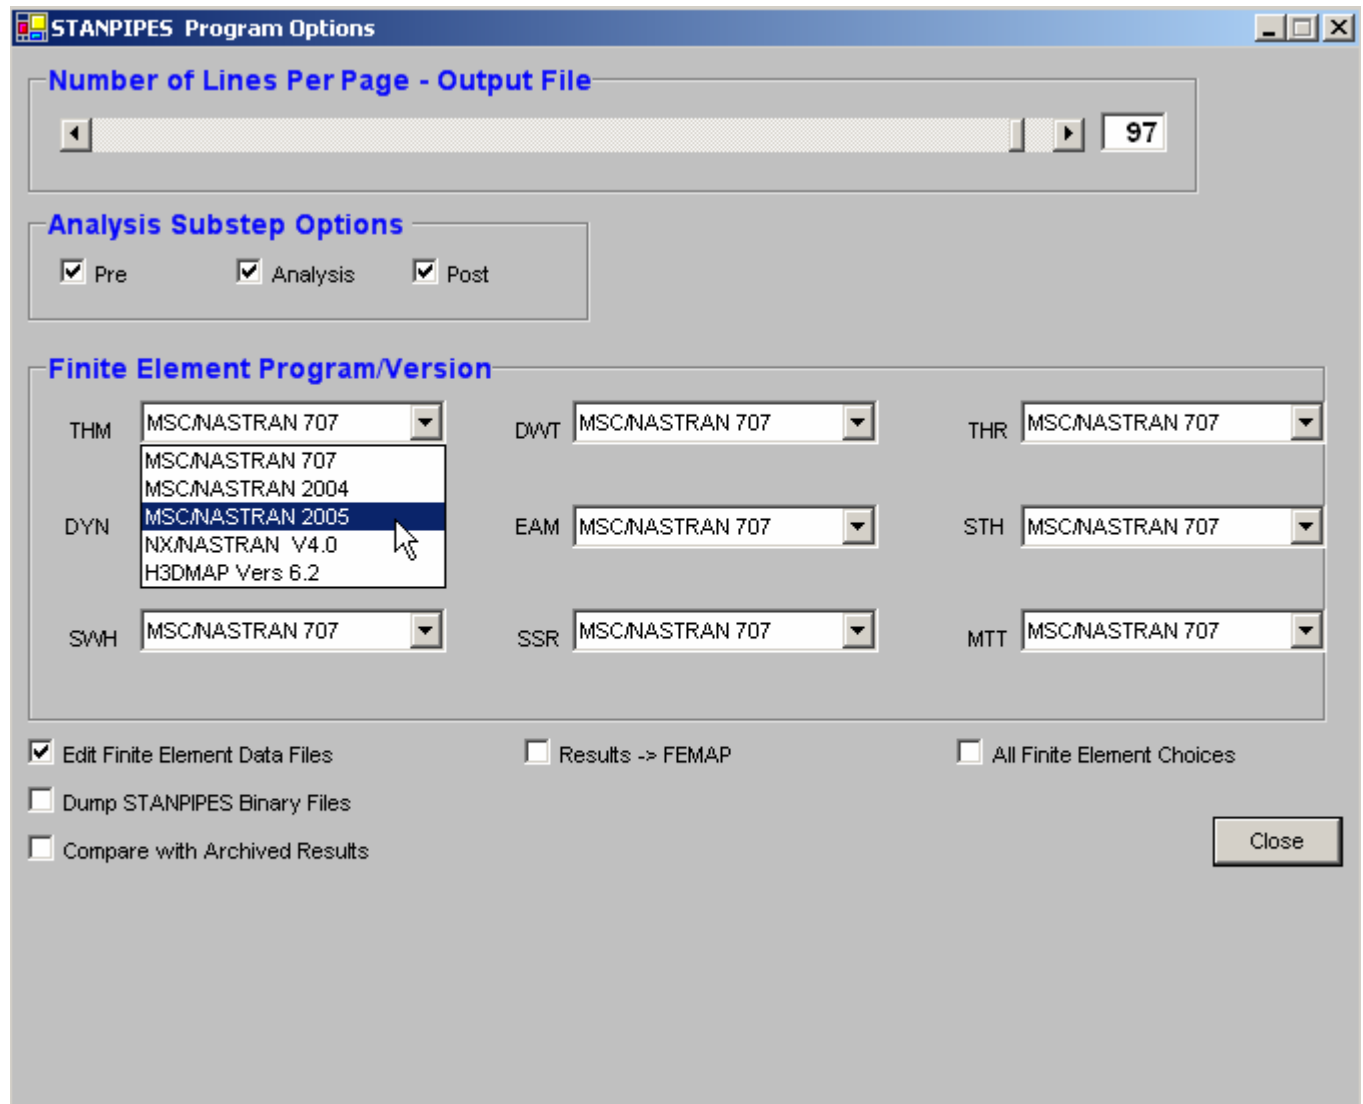 STANPIPES Program Options
Number of Lines Per Page - Output File
97
Analysis Substep Options
Pre Analysis Post
Finite Element Program/Version
THM MSC/NASTRAN 707 DWT MSC/NASTRAN 707 THR MSC/NASTRAN 707
MSC/NASTRAN 707
MSC/NASTRAN 2004
DYN MSC/NASTRAN 2005 EAM MSC/NASTRAN 707 STH MSC/NASTRAN 707
NX/NASTRAN V4.0
H3DMAP Vers 6.2
SWH MSC/NASTRAN 707 SSR MSC/NASTRAN 707 MTT MSC/NASTRAN 707
Edit Finite Element Data Files Results -> FEMAP All Finite Element Choices
Dump STANPIPES Binary Files
Compare with Archived Results
Close